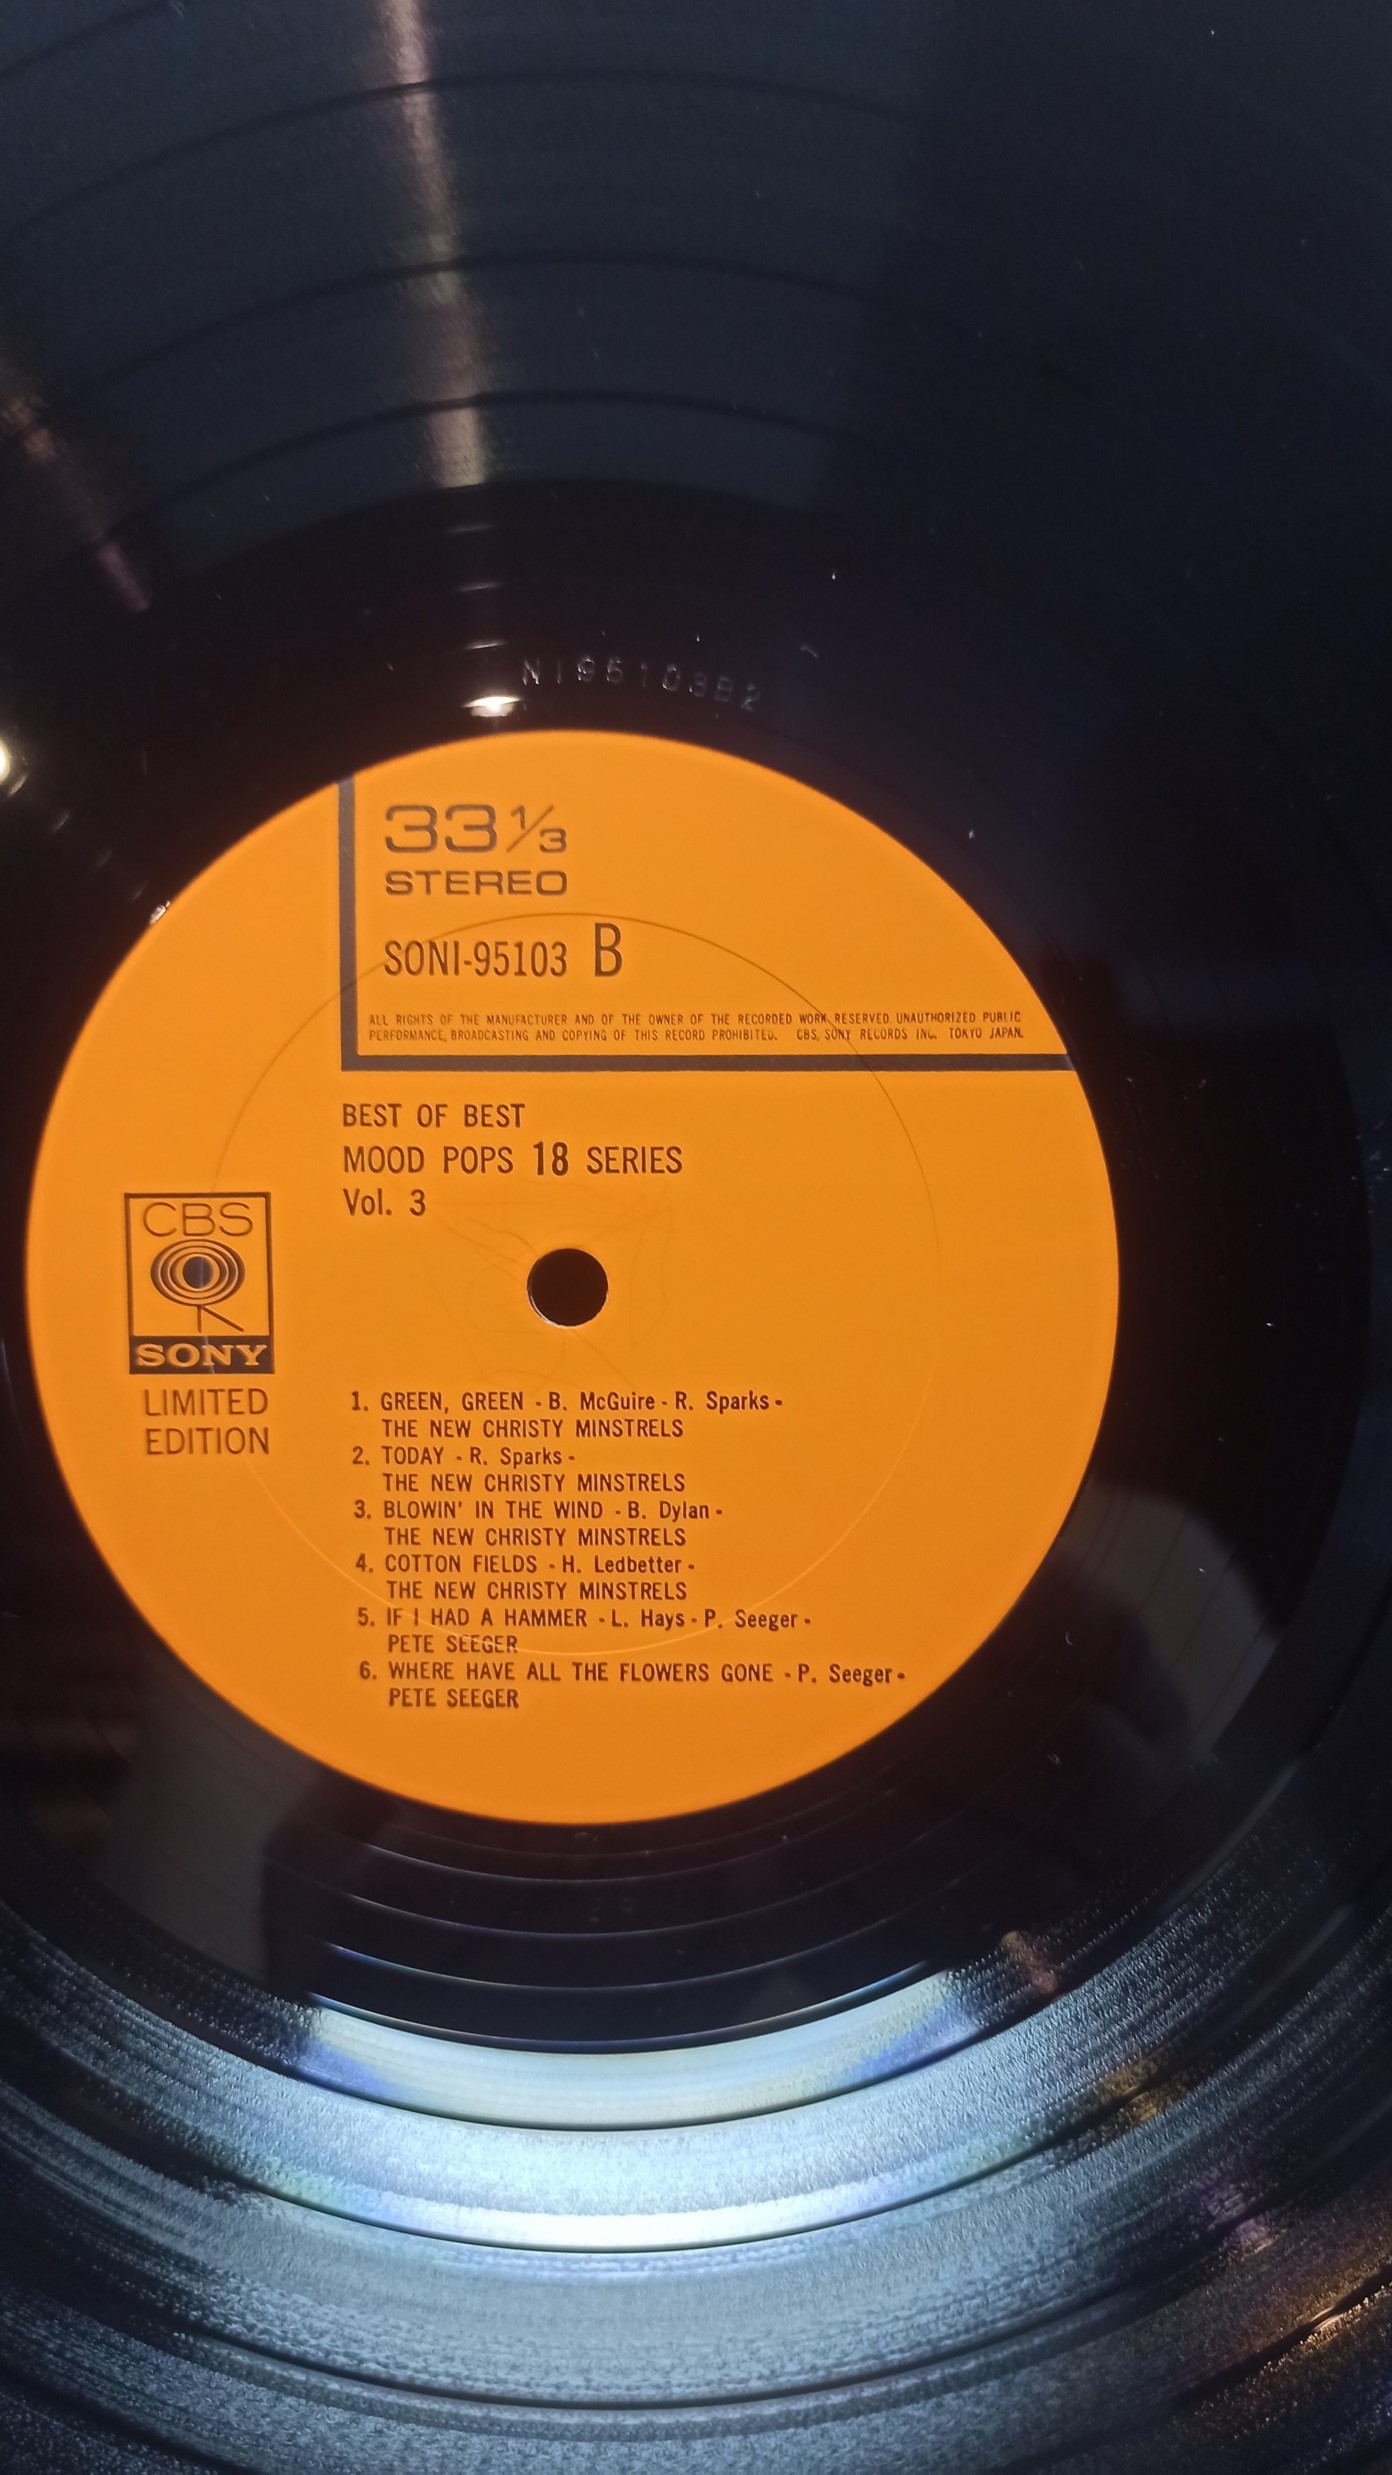 NI95103B2
33 1/3
STEREO
SONI-95103 B
ALL RIGHTS OF THE MANUFACTURER AND OF THE OWNER OF THE RECORDED WORK RESERVED. UNAUTHORIZED PUBLIC
PERFORMANCE, BROADCASTING AND COPYING OF THIS RECORD PROHIBITED. CBS, SONY RECORDS INC. TOKYO JAPAN.
BEST OF BEST
MOOD POPS 18 SERIES
Vol. 3
CBS
SONY
LIMITED
EDITION
1. GREEN, GREEN - B. McGuire - R. Sparks -
THE NEW CHRISTY MINSTRELS
2. TODAY - R. Sparks -
THE NEW CHRISTY MINSTRELS
3. BLOWIN' IN THE WIND - B. Dylan -
THE NEW CHRISTY MINSTRELS
4. COTTON FIELDS - H. Ledbetter -
THE NEW CHRISTY MINSTRELS
5. IF I HAD A HAMMER - L. Hays - P. Seeger -
PETE SEEGER
6. WHERE HAVE ALL THE FLOWERS GONE - P. Seeger -
PETE SEEGER